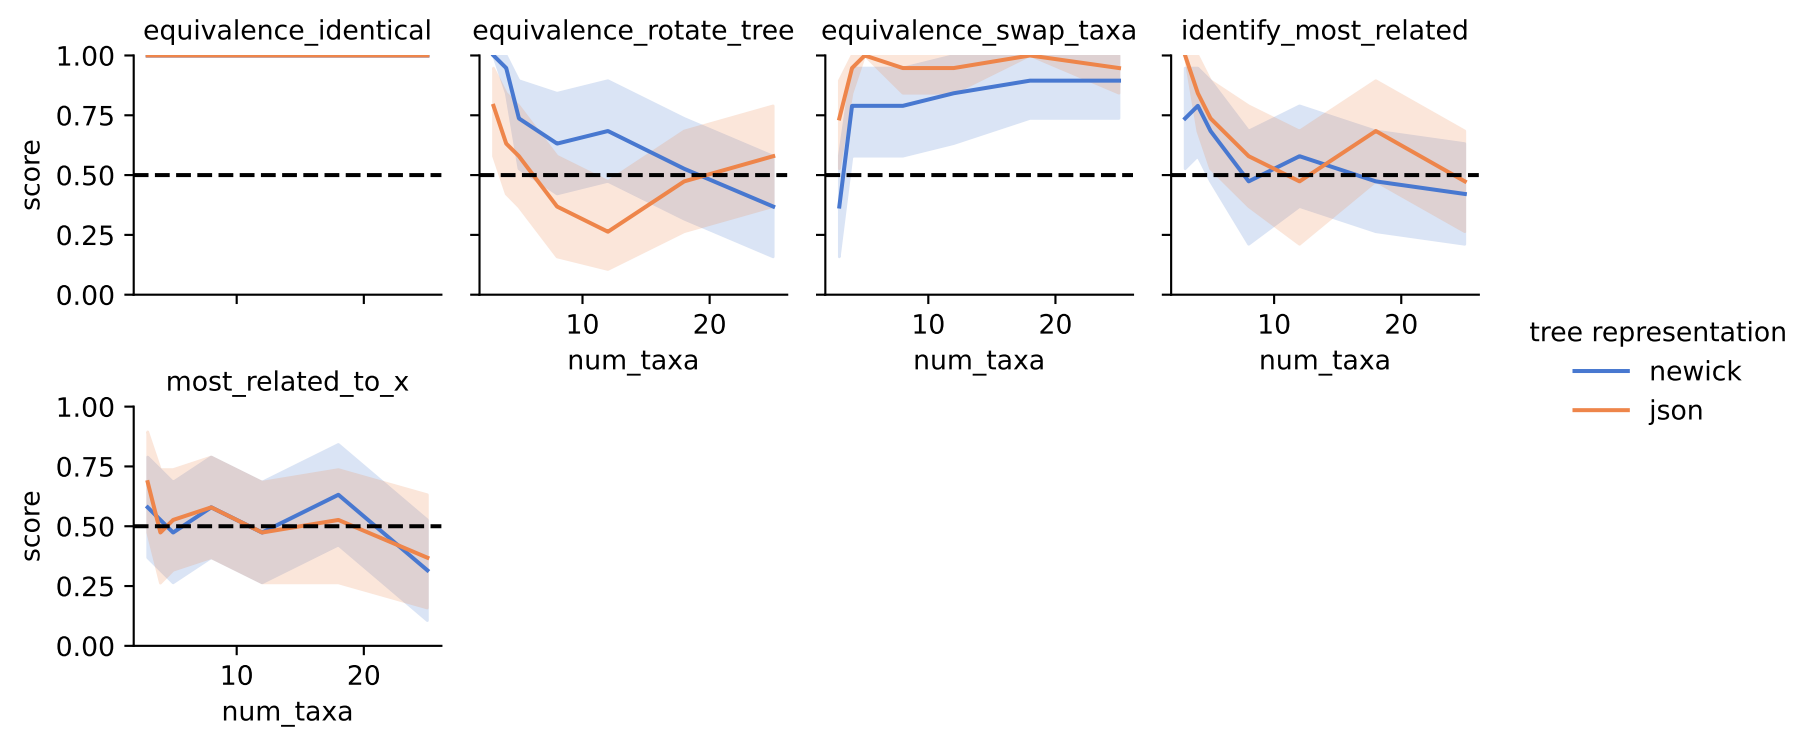 equivalence_identical
equivalence_rotate_tree
equivalence_swap_taxa
identify_most_related
1.00
0.75
0.50
0.25
0.00
score
10 20
num_taxa
10 20
num_taxa
10 20
num_taxa
tree representation
newick
json
most_related_to_x
1.00
0.75
0.50
0.25
0.00
score
10 20
num_taxa